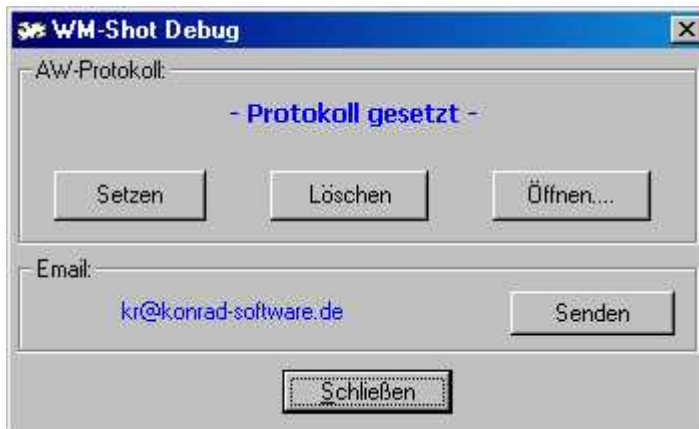 WM-Shot Debug
AW-Protokoll:
- Protokoll gesetzt -
Setzen Löschen Öffnen....
Email:
kr@konrad-software.de Senden
Schließen